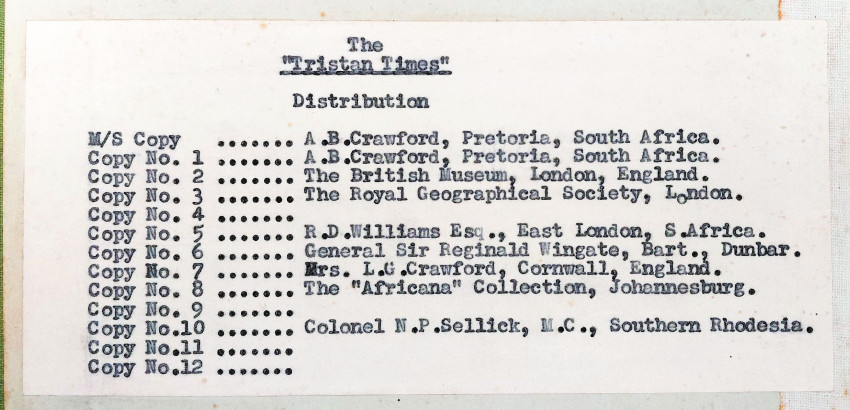 The
"Tristan Times"
Distribution
M/S Copy ....... A.B.Crawford, Pretoria, South Africa.
Copy No. 1 ....... A.B.Crawford, Pretoria, South Africa.
Copy No. 2 ....... The British Museum, London, England.
Copy No. 3 ....... The Royal Geographical Society, London.
Copy No. 4 .......
Copy No. 5 ....... R.D.Williams Esq., East London, S.Africa.
Copy No. 6 ....... General Sir Reginald Wingate, Bart., Dunbar.
Copy No. 7 ....... Mrs. L.G.Crawford, Cornwall, England.
Copy No. 8 ....... The "Africana" Collection, Johannesburg.
Copy No. 9 .......
Copy No.10 ....... Colonel N.P.Sellick, M.C., Southern Rhodesia.
Copy No.11 .......
Copy No.12 .......